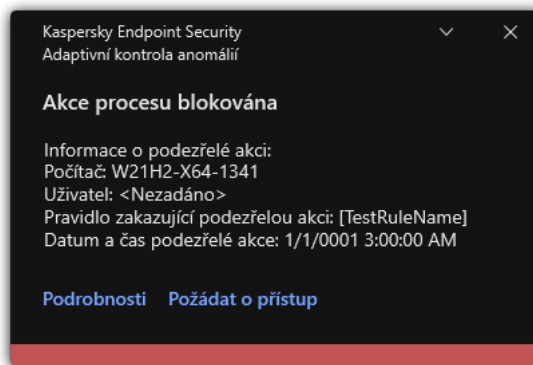 Kaspersky Endpoint Security
Adaptivní kontrola anomálií
Akce procesu blokována
Informace o podezřelé akci:
Počítač: W21H2-X64-1341
Uživatel: <Nezadáno>
Pravidlo zakazující podezřelou akci: [TestRuleName]
Datum a čas podezřelé akce: 1/1/0001 3:00:00 AM
Podrobnosti Požádat o přístup